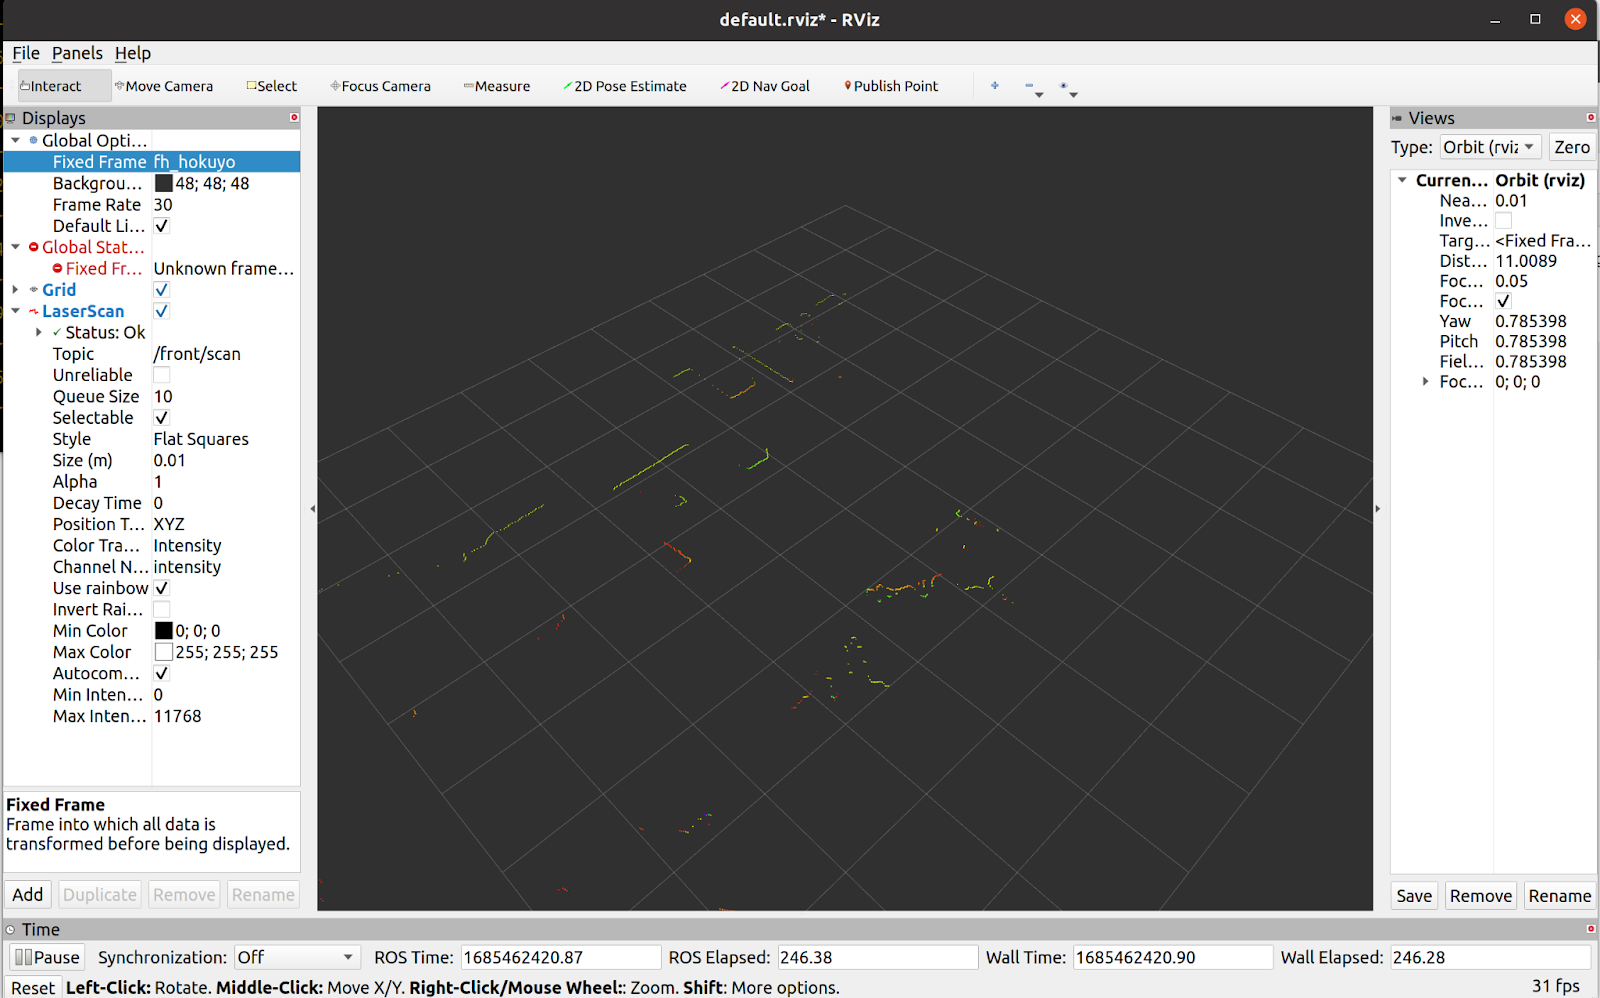 default.rviz* - RViz
File Panels Help
Interact Move Camera Select Focus Camera Measure 2D Pose Estimate 2D Nav Goal Publish Point
Displays
Global Opti...
Fixed Frame fh_hokuyo
Backgrou... 48; 48; 48
Frame Rate 30
Default Li...
Global Stat...
Fixed Fr... Unknown frame...
Grid
LaserScan
Status: Ok
Topic /front/scan
Unreliable
Queue Size 10
Selectable
Style Flat Squares
Size (m) 0.01
Alpha 1
Decay Time 0
Position T... XYZ
Color Tra... Intensity
Channel N... intensity
Use rainbow
Invert Rai...
Min Color 0; 0; 0
Max Color 255; 255; 255
Autocom...
Min Inten... 0
Max Inten... 11768
Fixed Frame
Frame into which all data is
transformed before being displayed.
Add Duplicate Remove Rename
Views
Type: Orbit (rviz Zero
Curren... Orbit (rviz)
Nea... 0.01
Inve...
Targ... <Fixed Fra...
Dist... 11.0089
Foc... 0.05
Foc...
Yaw 0.785398
Pitch 0.785398
Fiel... 0.785398
Foc... 0; 0; 0
Save Remove Rename
Time
Pause Synchronization: Off ROS Time: 1685462420.87 ROS Elapsed: 246.38 Wall Time: 1685462420.90 Wall Elapsed: 246.28
Reset Left-Click: Rotate. Middle-Click: Move X/Y. Right-Click/Mouse Wheel:: Zoom. Shift: More options. 31 fps